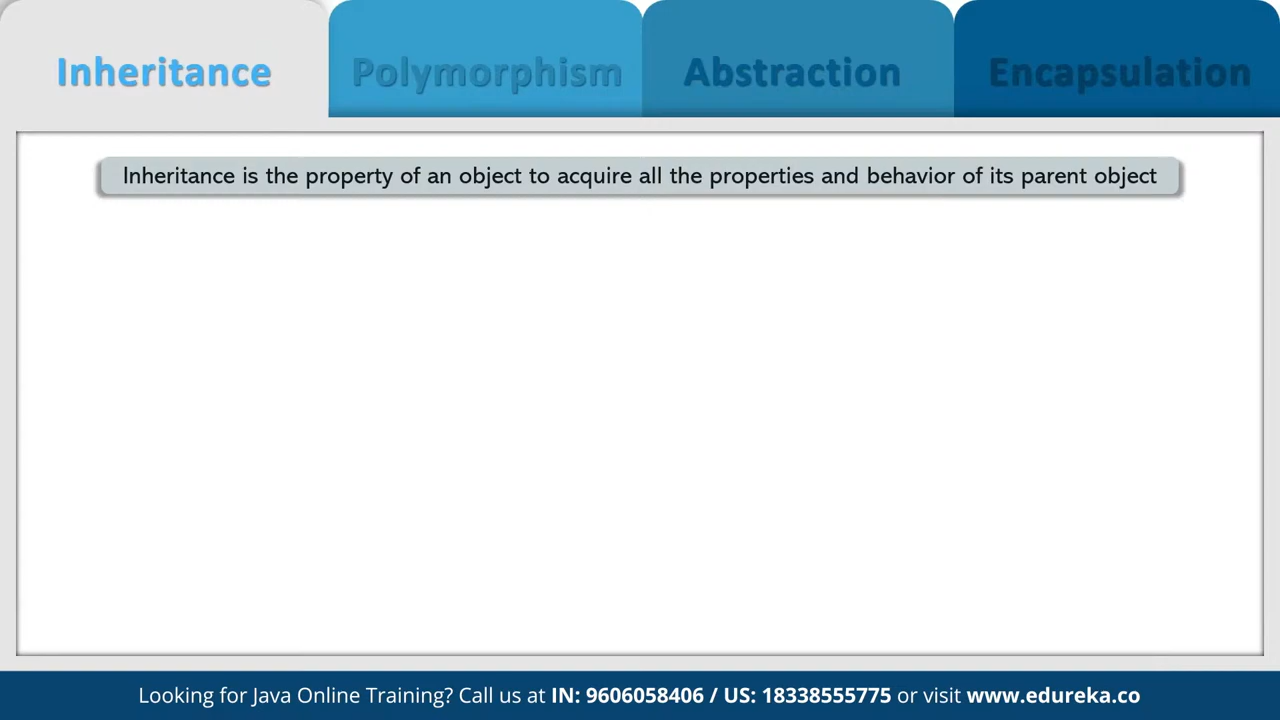 Inheritance Polymorphism Abstraction Encapsulation
Inheritance is the property of an object to acquire all the properties and behavior of its parent object
Looking for Java Online Training? Call us at IN: 9606058406 / US: 18338555775 or visit www.edureka.co